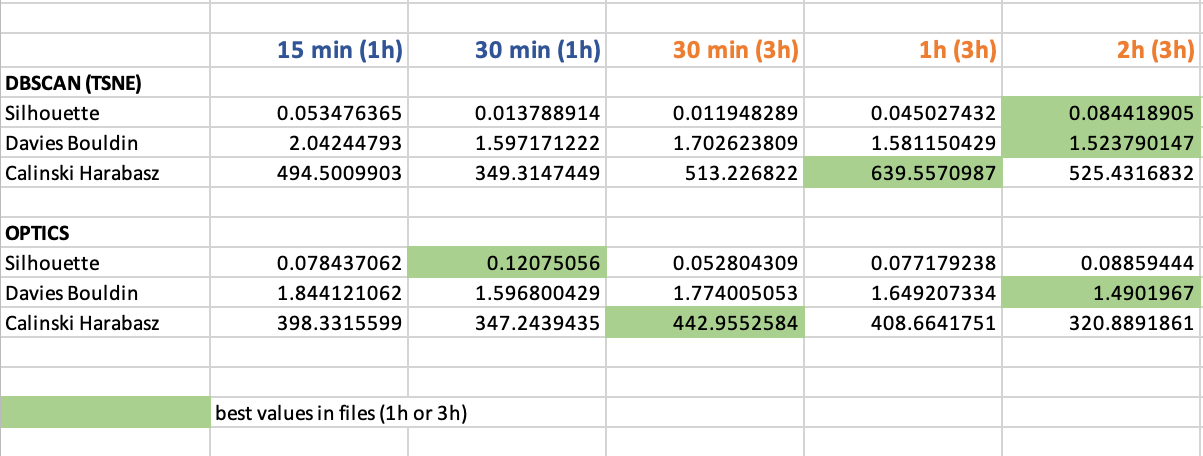 15 min (1h) 30 min (1h) 30 min (3h) 1h (3h) 2h (3h)
DBSCAN (TSNE)
Silhouette 0.053476365 0.013788914 0.011948289 0.045027432 0.084418905
Davies Bouldin 2.04244793 1.597171222 1.702623809 1.581150429 1.523790147
Calinski Harabasz 494.5009903 349.3147449 513.226822 639.5570987 525.4316832
OPTICS
Silhouette 0.078437062 0.12075056 0.052804309 0.077179238 0.08859444
Davies Bouldin 1.844121062 1.596800429 1.774005053 1.649207334 1.4901967
Calinski Harabasz 398.3315599 347.2439435 442.9552584 408.6641751 320.8891861
best values in files (1h or 3h)